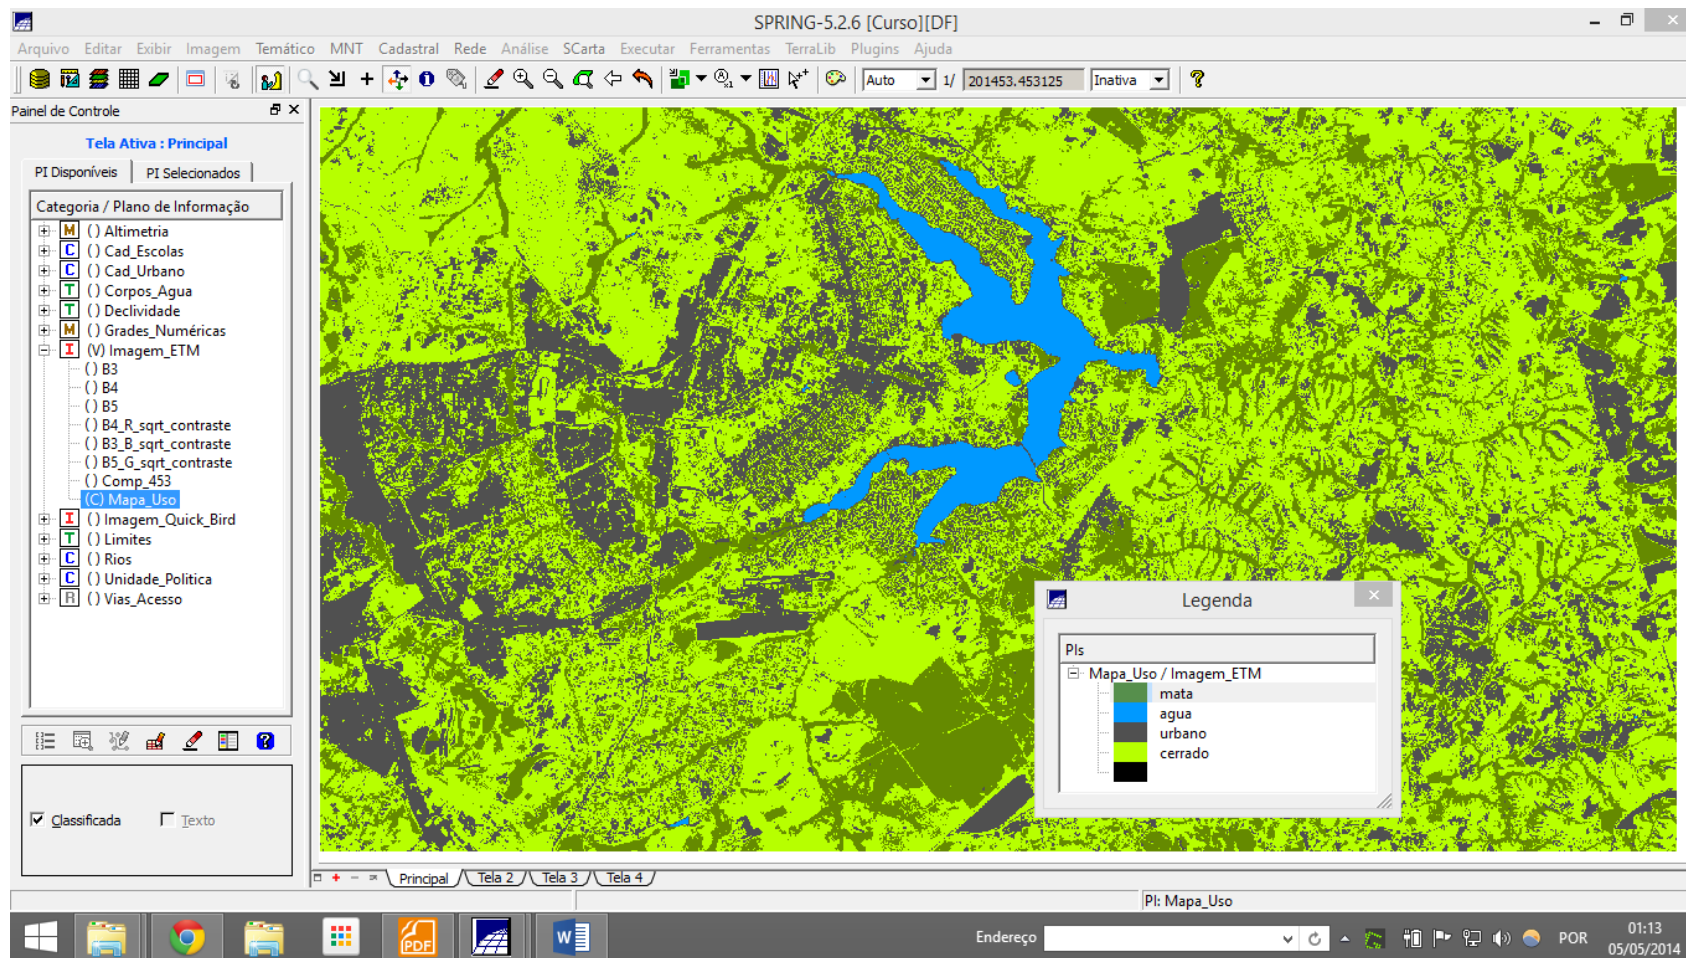 SPRING-5.2.6 [Curso][DF]
Arquivo Editar Exibir Imagem Temático MNT Cadastral Rede Análise SCarta Executar Ferramentas TerraLib Plugins Ajuda
Auto 1/ 201453.453125 Inativa
Painel de Controle
Tela Ativa : Principal
PI Disponíveis PI Selecionados
Categoria / Plano de Informação
M () Altimetria
C () Cad_Escolas
C () Cad_Urbano
T () Corpos_Agua
T () Declividade
M () Grades_Numéricas
I (V) Imagem_ETM
() B3
() B4
() B5
() B4_R_sqrt_contraste
() B3_B_sqrt_contraste
() B5_G_sqrt_contraste
() Comp_453
(C) Mapa_Uso
I () Imagem_Quick_Bird
T () Limites
C () Rios
C () Unidade_Politica
R () Vias_Acesso
Classificada Texto
Legenda
PIs
Mapa_Uso / Imagem_ETM
mata
agua
urbano
cerrado
Principal Tela 2 Tela 3 Tela 4
PI: Mapa_Uso
PDF
W
Endereço
POR
01:13
05/05/2014